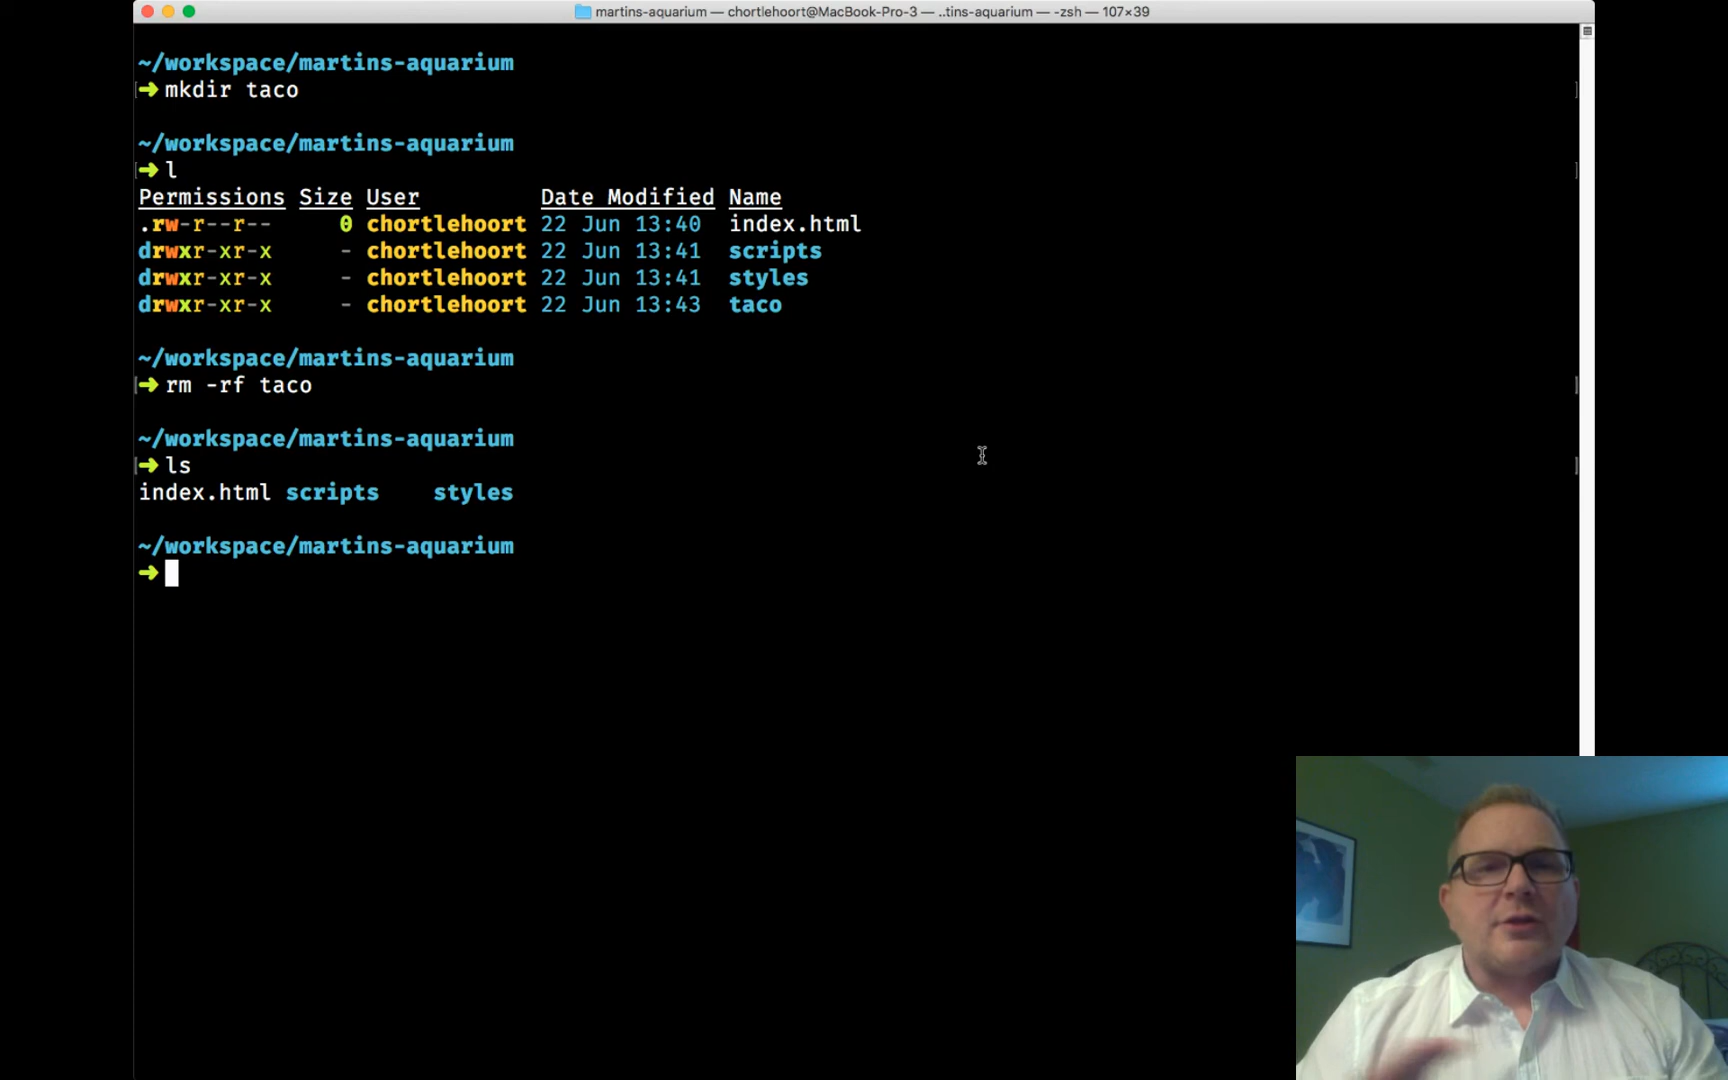 martins-aquarium — chortlehoort@MacBook-Pro-3 — ..tins-aquarium — -zsh — 107×39
~/workspace/martins-aquarium
➜ mkdir taco
~/workspace/martins-aquarium
➜ l
Permissions Size User Date Modified Name
.rw-r--r-- 0 chortlehoort 22 Jun 13:40 index.html
drwxr-xr-x - chortlehoort 22 Jun 13:41 scripts
drwxr-xr-x - chortlehoort 22 Jun 13:41 styles
drwxr-xr-x - chortlehoort 22 Jun 13:43 taco
~/workspace/martins-aquarium
➜ rm -rf taco
~/workspace/martins-aquarium
➜ ls
index.html scripts styles
~/workspace/martins-aquarium
➜